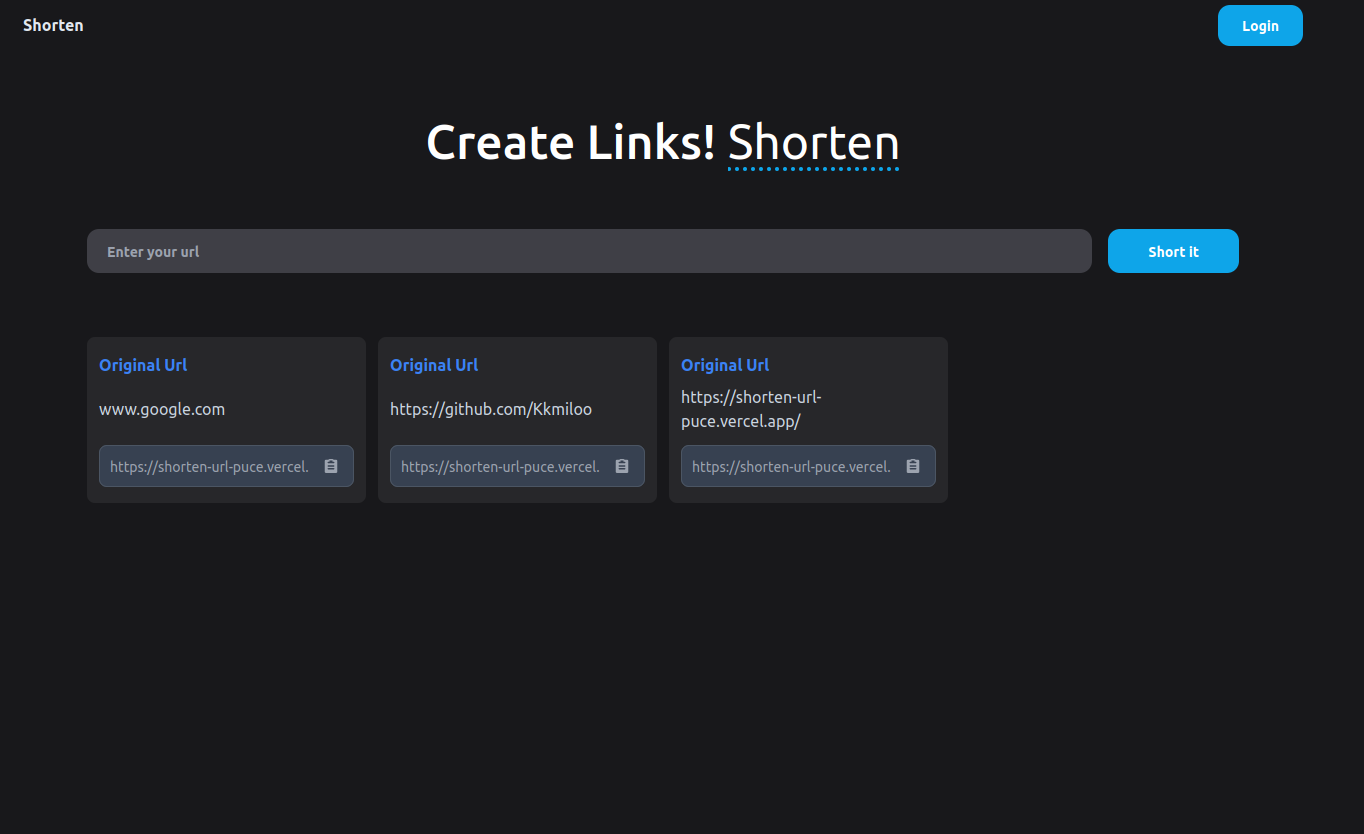 Shorten
Login
Create Links! Shorten
Enter your url
Short it
Original Url
www.google.com
https://shorten-url-puce.vercel.
Original Url
https://github.com/Kkmiloo
https://shorten-url-puce.vercel.
Original Url
https://shorten-url-
puce.vercel.app/
https://shorten-url-puce.vercel.